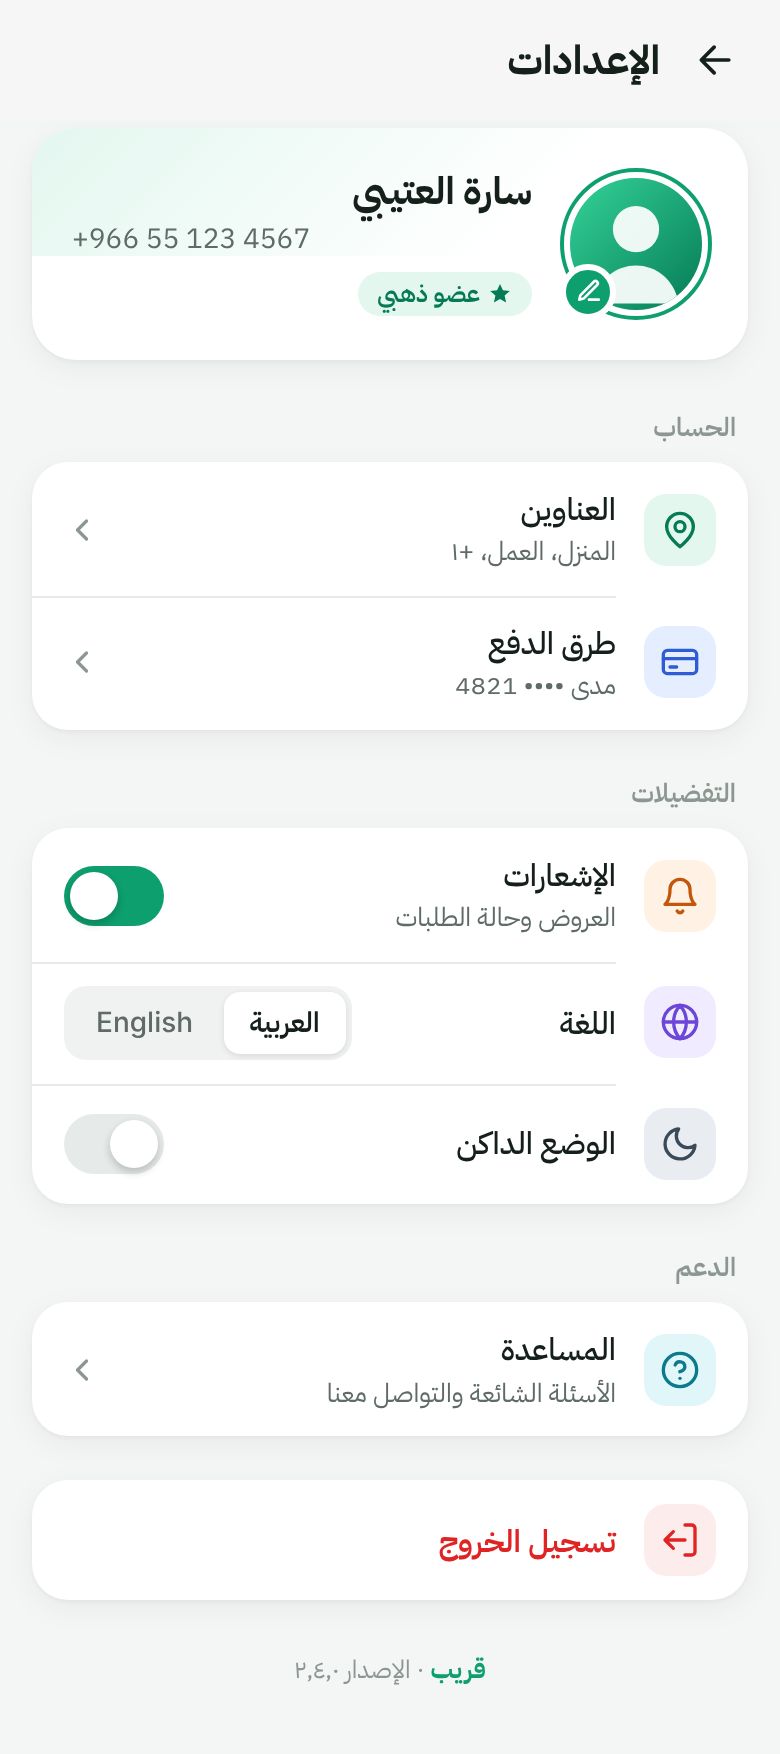 الإعدادات
سارة العتيبي
+966 55 123 4567
عضو ذهبي
الحساب
العناوين
المنزل، العمل، +١
طرق الدفع
مدى •••• 4821
التفضيلات
الإشعارات
العروض وحالة الطلبات
اللغة
العربية English
الوضع الداكن
الدعم
المساعدة
الأسئلة الشائعة والتواصل معنا
تسجيل الخروج
قريب · الإصدار ٢,٤,٠